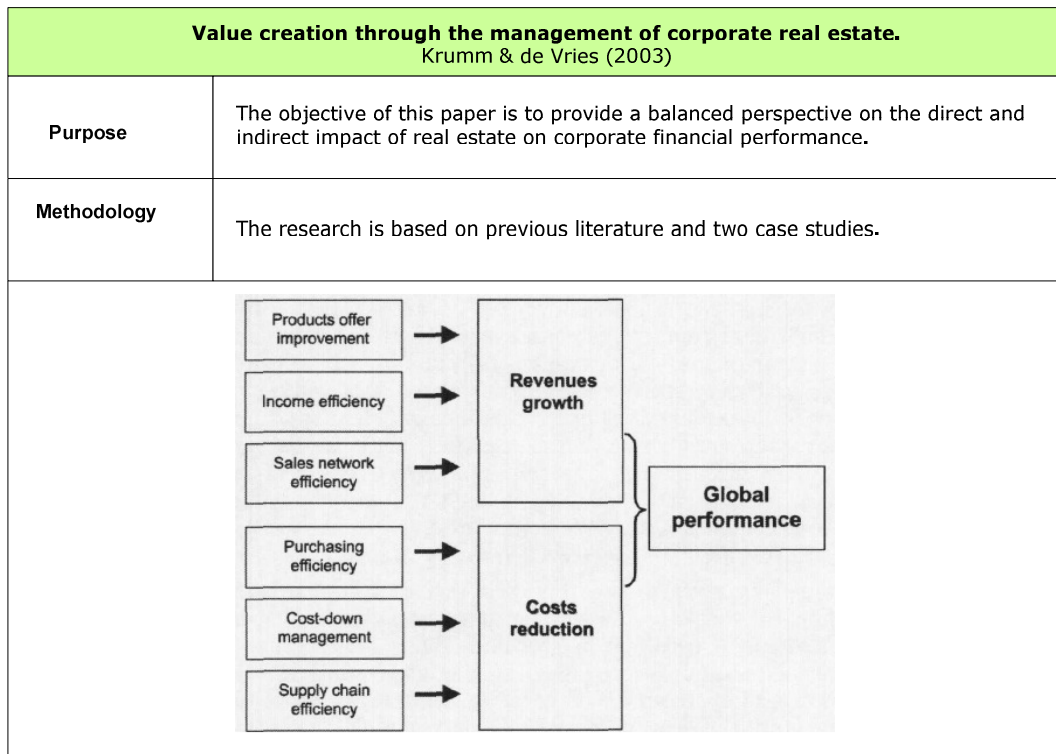 Value creation through the management of corporate real estate.
Krumm & de Vries (2003)
Purpose
The objective of this paper is to provide a balanced perspective on the direct and
indirect impact of real estate on corporate financial performance.
Methodology
The research is based on previous literature and two case studies.
Products offer
improvement
Income efficiency
Sales network
efficiency
Revenues
growth
Purchasing
efficiency
Cost-down
management
Supply chain
efficiency
Costs
reduction
Global
performance